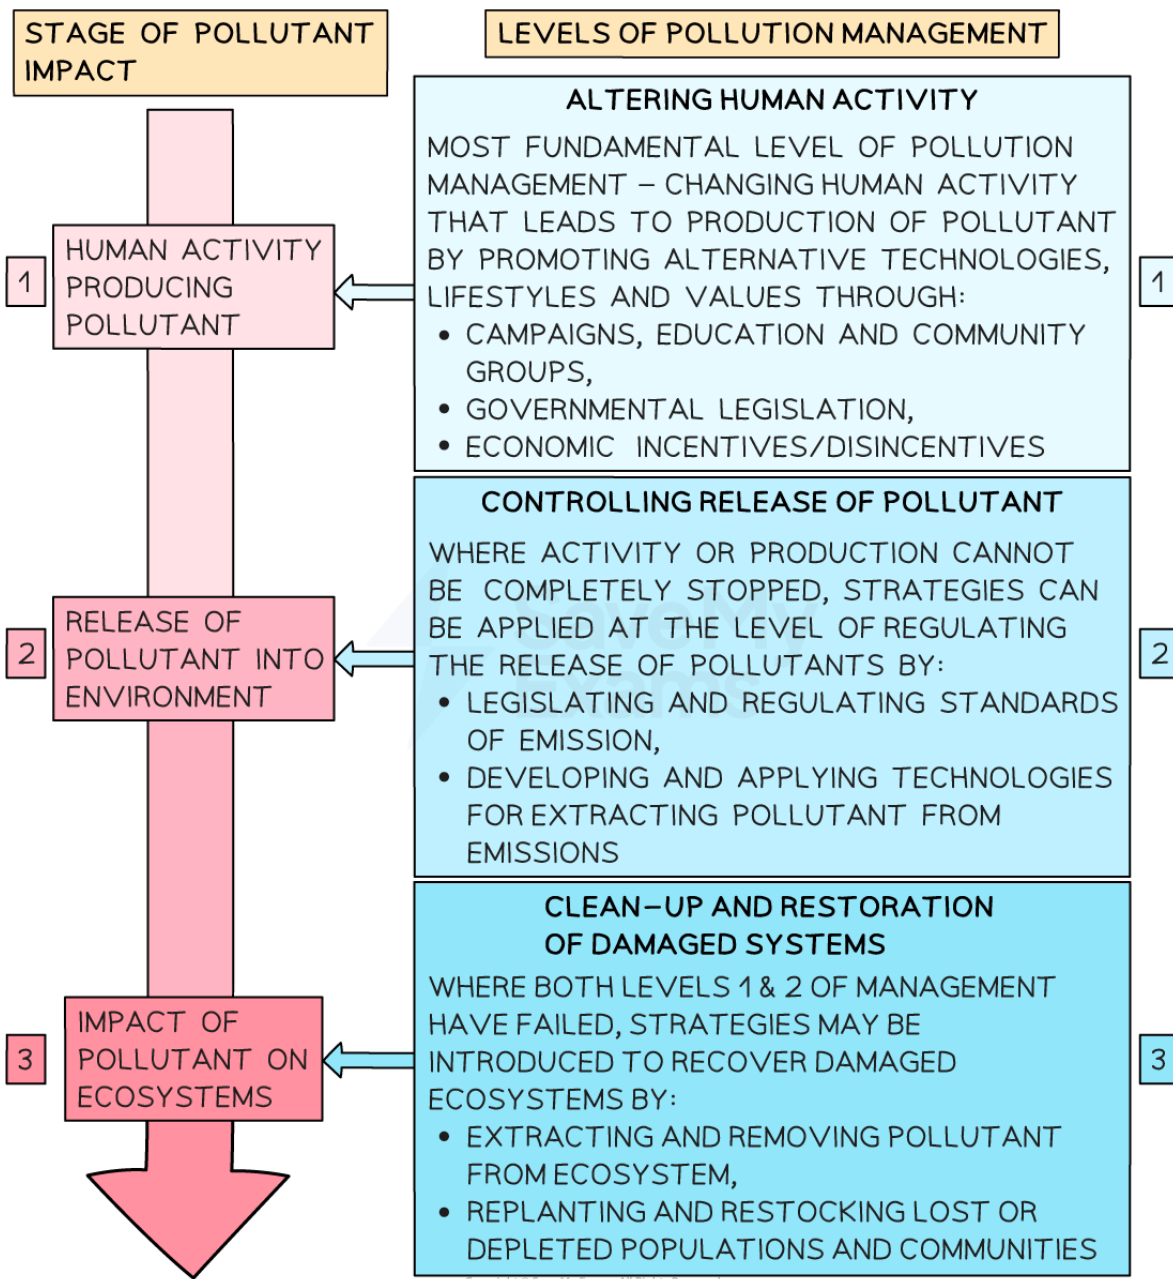 STAGE OF POLLUTANT
IMPACT
LEVELS OF POLLUTION MANAGEMENT
1
HUMAN ACTIVITY
PRODUCING
POLLUTANT
ALTERING HUMAN ACTIVITY
MOST FUNDAMENTAL LEVEL OF POLLUTION
MANAGEMENT – CHANGING HUMAN ACTIVITY
THAT LEADS TO PRODUCTION OF POLLUTANT
BY PROMOTING ALTERNATIVE TECHNOLOGIES,
LIFESTYLES AND VALUES THROUGH:
• CAMPAIGNS, EDUCATION AND COMMUNITY
GROUPS,
• GOVERNMENTAL LEGISLATION,
• ECONOMIC INCENTIVES/DISINCENTIVES
1
2
RELEASE OF
POLLUTANT INTO
ENVIRONMENT
CONTROLLING RELEASE OF POLLUTANT
WHERE ACTIVITY OR PRODUCTION CANNOT
BE COMPLETELY STOPPED, STRATEGIES CAN
BE APPLIED AT THE LEVEL OF REGULATING
THE RELEASE OF POLLUTANTS BY:
• LEGISLATING AND REGULATING STANDARDS
OF EMISSION,
• DEVELOPING AND APPLYING TECHNOLOGIES
FOR EXTRACTING POLLUTANT FROM
EMISSIONS
2
SaveMy
Exams
3
IMPACT OF
POLLUTANT ON
ECOSYSTEMS
CLEAN–UP AND RESTORATION
OF DAMAGED SYSTEMS
WHERE BOTH LEVELS 1 & 2 OF MANAGEMENT
HAVE FAILED, STRATEGIES MAY BE
INTRODUCED TO RECOVER DAMAGED
ECOSYSTEMS BY:
• EXTRACTING AND REMOVING POLLUTANT
FROM ECOSYSTEM,
• REPLANTING AND RESTOCKING LOST OR
DEPLETED POPULATIONS AND COMMUNITIES
3